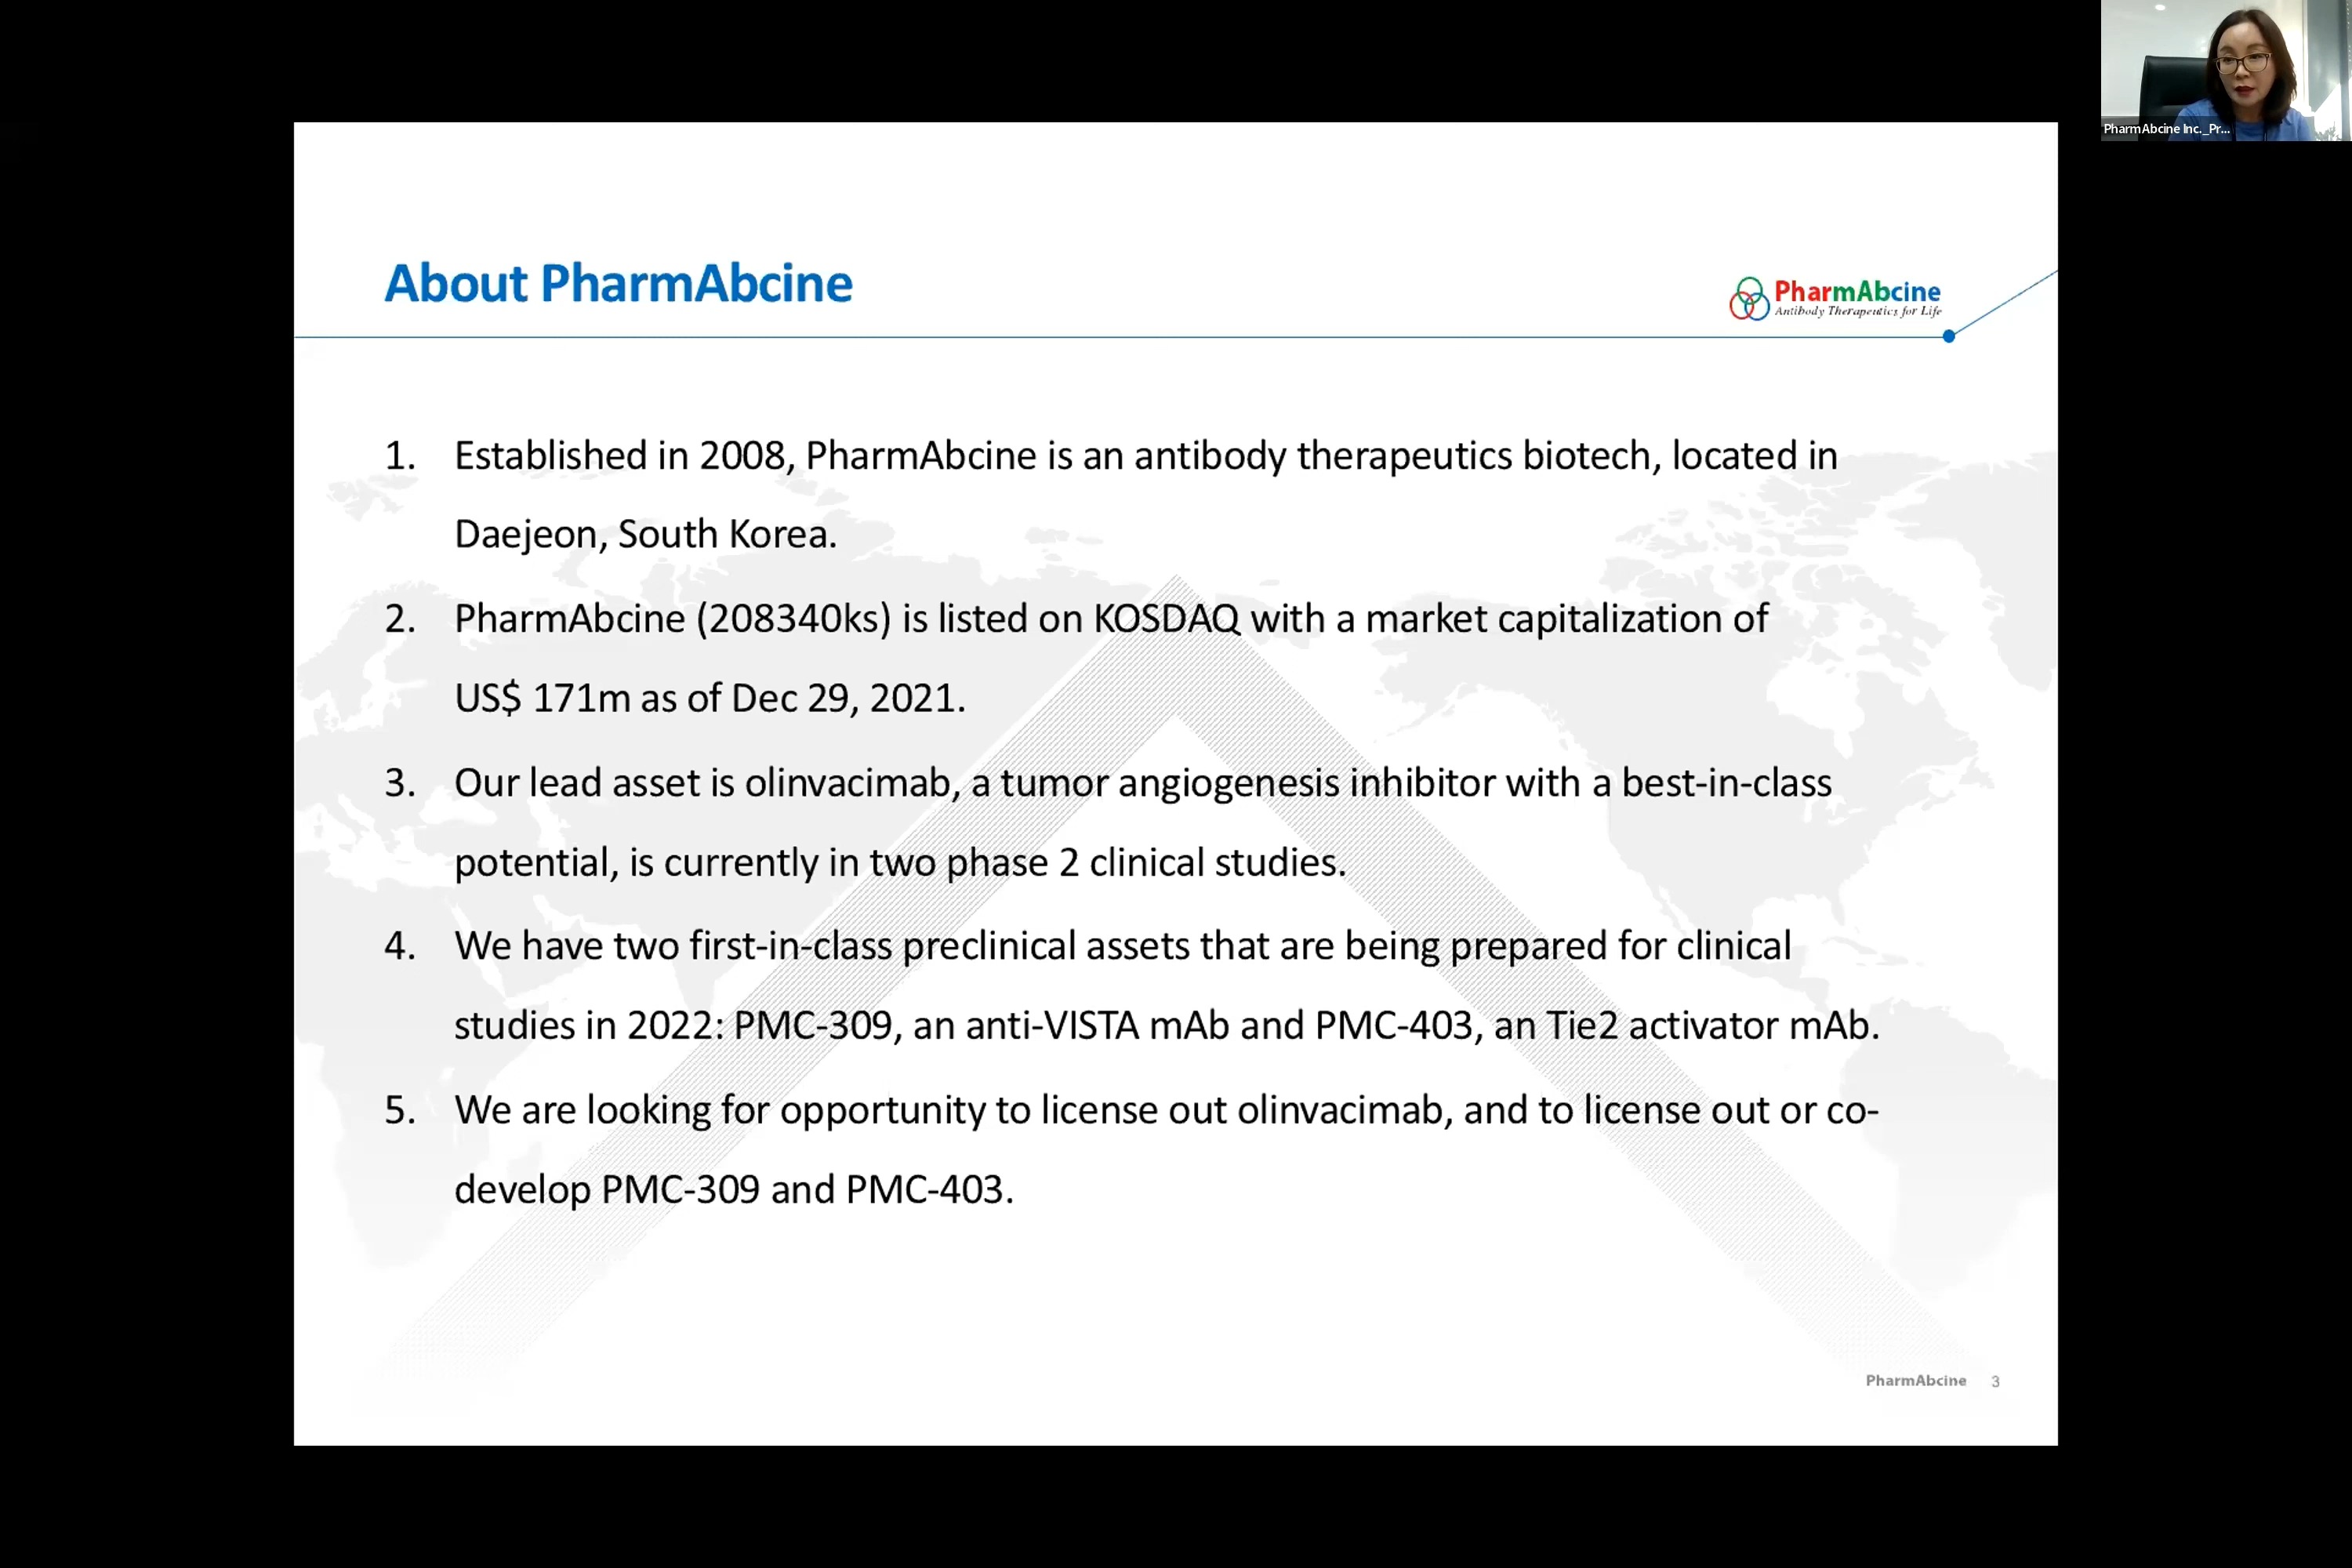 PharmAbcine Inc._Pr...
About PharmAbcine
PharmAbcine
Antibody Therapeutics for Life
1. Established in 2008, PharmAbcine is an antibody therapeutics biotech, located in
Daejeon, South Korea.
2. PharmAbcine (208340ks) is listed on KOSDAQ with a market capitalization of
US$ 171m as of Dec 29, 2021.
3. Our lead asset is olinvacimab, a tumor angiogenesis inhibitor with a best-in-class
potential, is currently in two phase 2 clinical studies.
4. We have two first-in-class preclinical assets that are being prepared for clinical
studies in 2022: PMC-309, an anti-VISTA mAb and PMC-403, an Tie2 activator mAb.
5. We are looking for opportunity to license out olinvacimab, and to license out or co-
develop PMC-309 and PMC-403.
PharmAbcine 3